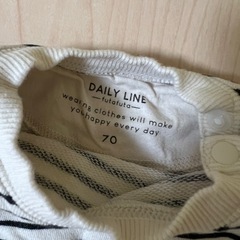 DAILY LINE
-futafuta-
wearing clothes will make
you happy every day
70